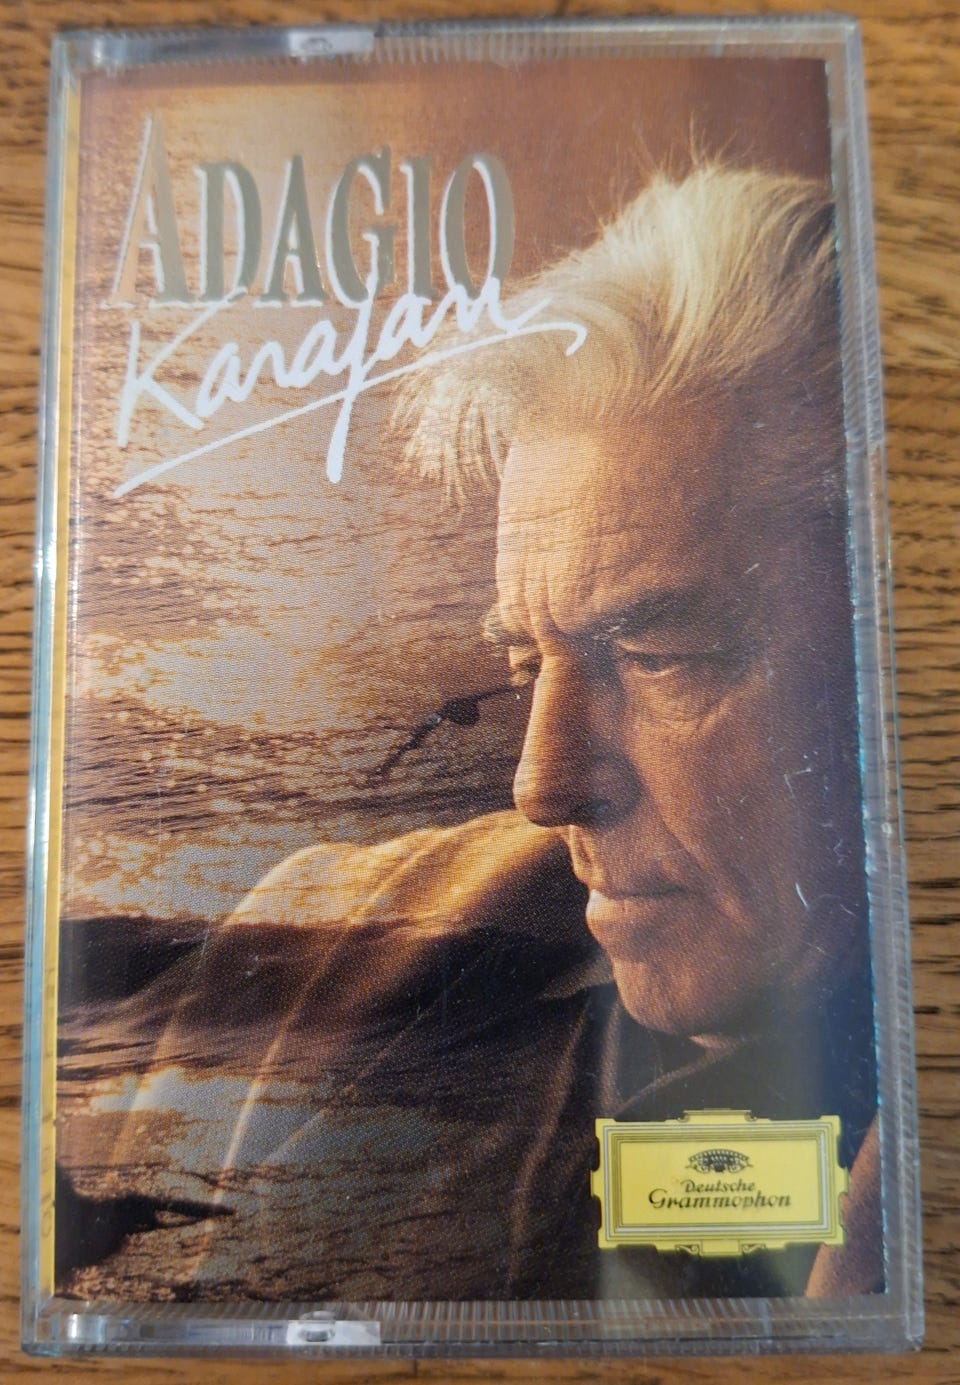 ADAGIO
Karajan
Deutsche
Grammophon